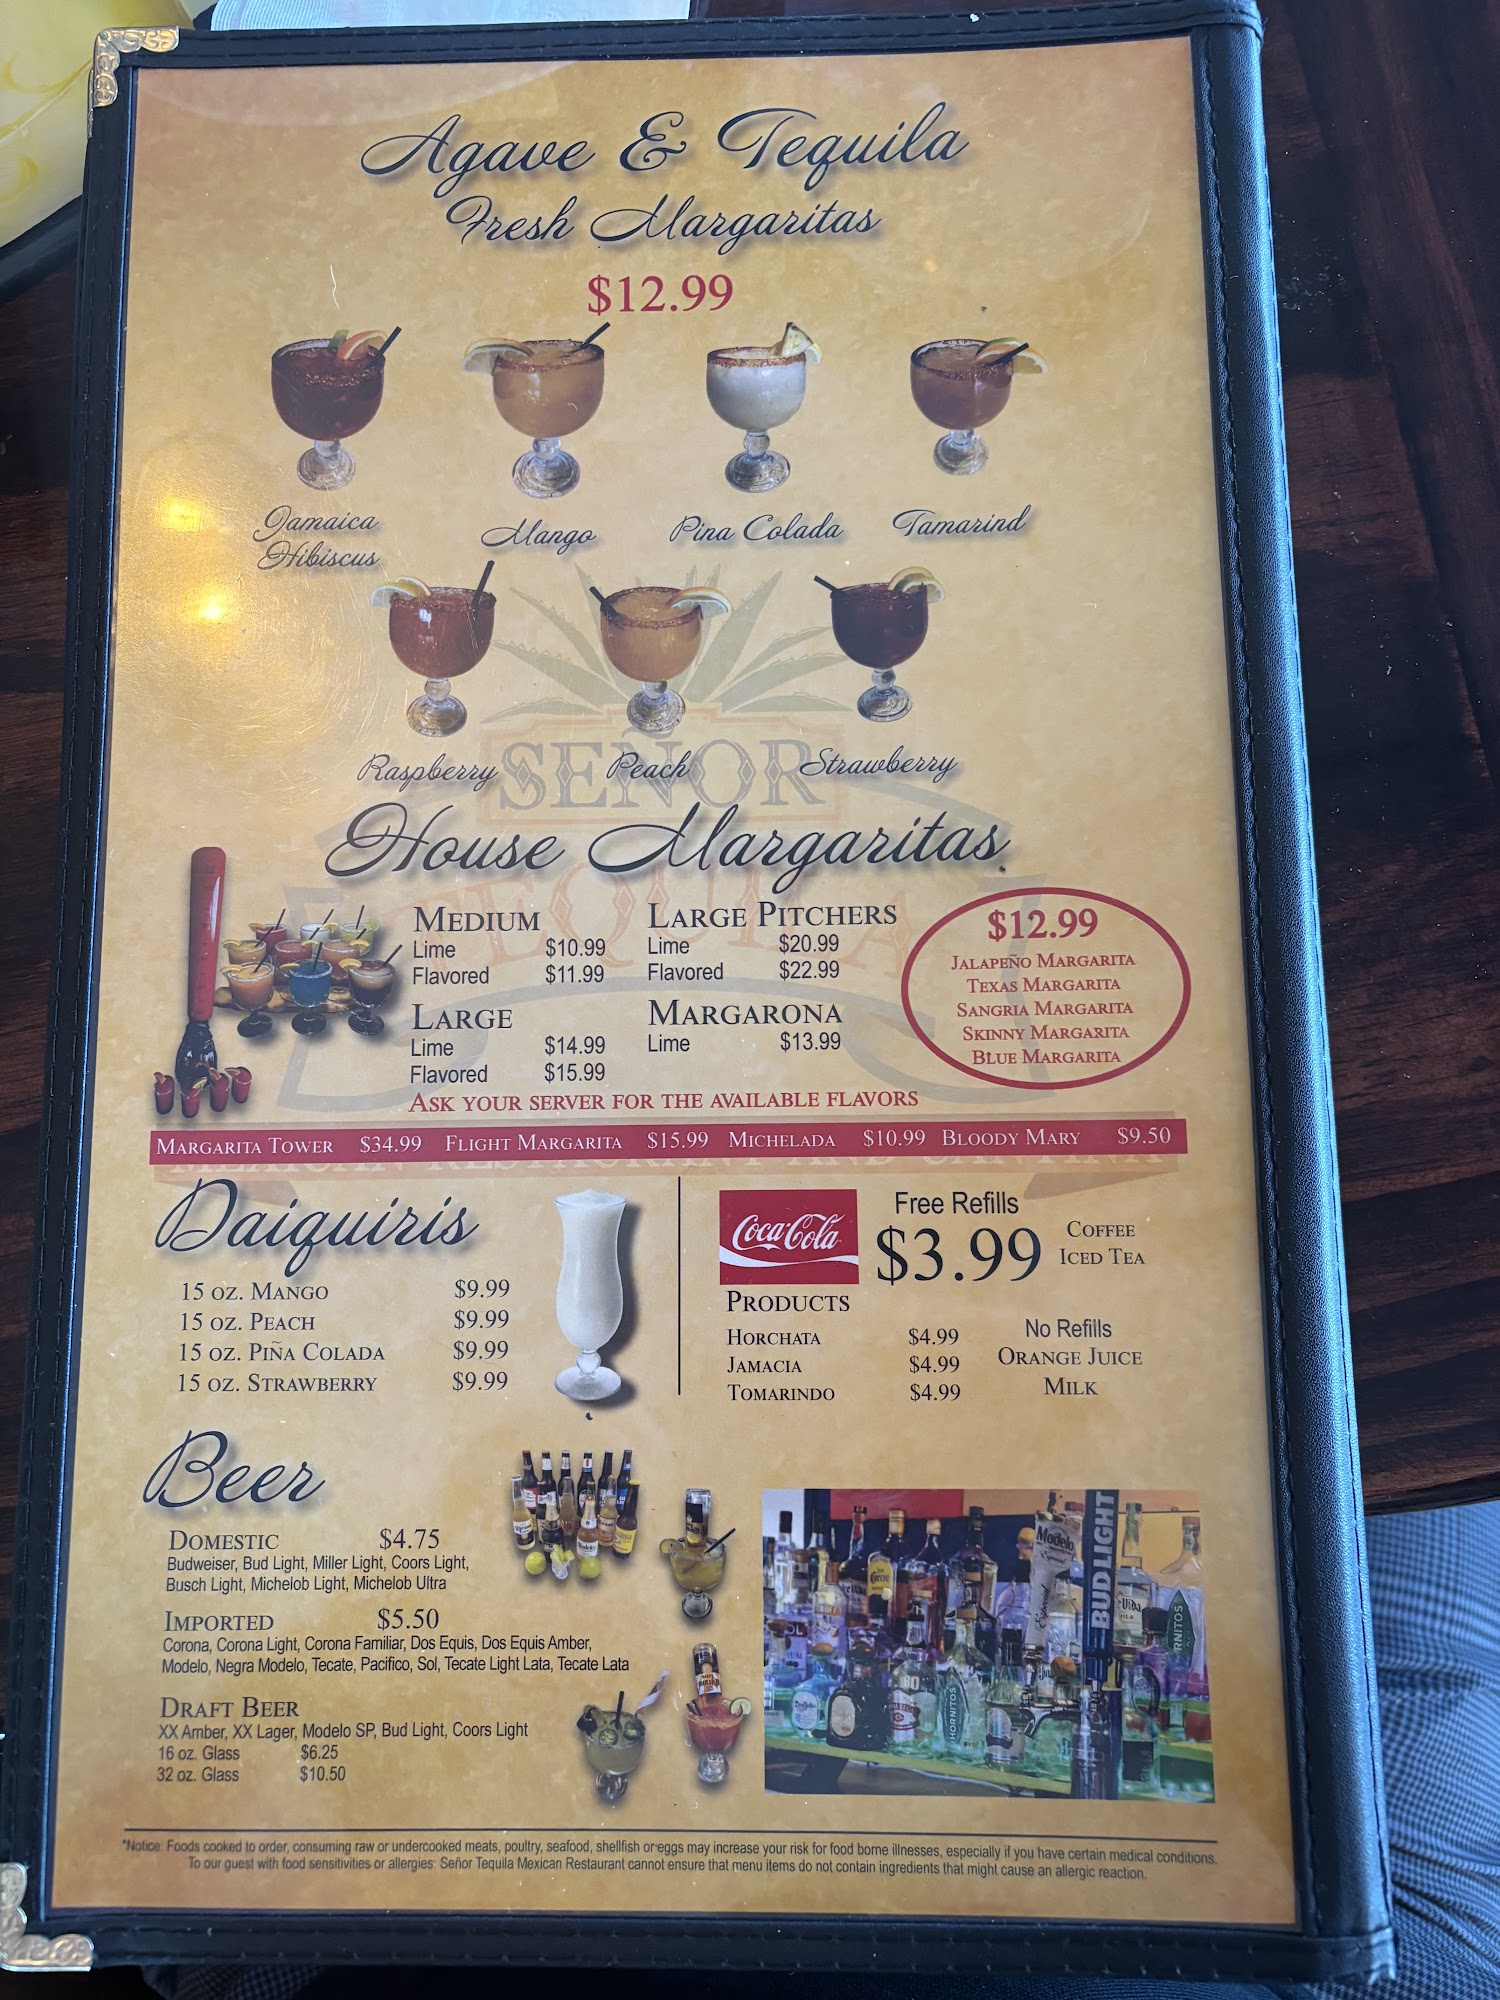 Agave & Tequila
Fresh Margaritas
$12.99
Jamaica Hibiscus
Mango
Pina Colada
Tamarind
Raspberry
Peach
Strawberry
SEÑOR
TEQUILA
House Margaritas
MEDIUM
Lime $10.99
Flavored $11.99
LARGE
Lime $14.99
Flavored $15.99
LARGE PITCHERS
Lime $20.99
Flavored $22.99
MARGARONA
Lime $13.99
$12.99
JALAPEÑO MARGARITA
TEXAS MARGARITA
SANGRIA MARGARITA
SKINNY MARGARITA
BLUE MARGARITA
ASK YOUR SERVER FOR THE AVAILABLE FLAVORS
MARGARITA TOWER $34.99 FLIGHT MARGARITA $15.99 MICHELADA $10.99 BLOODY MARY $9.50
MEXICAN RESTAURANT AND CANTINA
Daiquiris
15 OZ. MANGO $9.99
15 OZ. PEACH $9.99
15 OZ. PIÑA COLADA $9.99
15 OZ. STRAWBERRY $9.99
Coca-Cola
PRODUCTS
Free Refills
$3.99
COFFEE
ICED TEA
HORCHATA $4.99
JAMACIA $4.99
TOMARINDO $4.99
No Refills
ORANGE JUICE
MILK
Beer
DOMESTIC $4.75
Budweiser, Bud Light, Miller Light, Coors Light,
Busch Light, Michelob Light, Michelob Ultra
IMPORTED $5.50
Corona, Corona Light, Corona Familiar, Dos Equis, Dos Equis Amber,
Modelo, Negra Modelo, Tecate, Pacifico, Sol, Tecate Light Lata, Tecate Lata
DRAFT BEER
XX Amber, XX Lager, Modelo SP, Bud Light, Coors Light
16 oz. Glass $6.25
32 oz. Glass $10.50
Modelo
Especial
BUD LIGHT
HORNITOS
*Notice: Foods cooked to order, consuming raw or undercooked meats, poultry, seafood, shellfish or eggs may increase your risk for food borne illnesses, especially if you have certain medical conditions.
To our guest with food sensitivities or allergies: Señor Tequila Mexican Restaurant cannot ensure that menu items do not contain ingredients that might cause an allergic reaction.